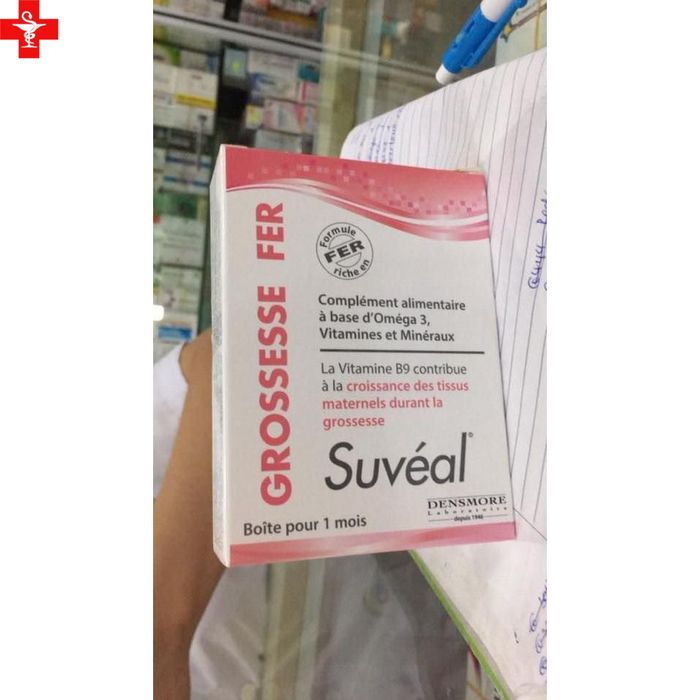 GROSSESSE FER
Formule
FER
riche en
Complément alimentaire
à base d'Oméga 3,
Vitamines et Minéraux
La Vitamine B9 contribue
à la croissance des tissus
maternels durant la
grossesse
Suvéal®
DENSMORE
Laboratoire
depuis 1946
Boîte pour 1 mois